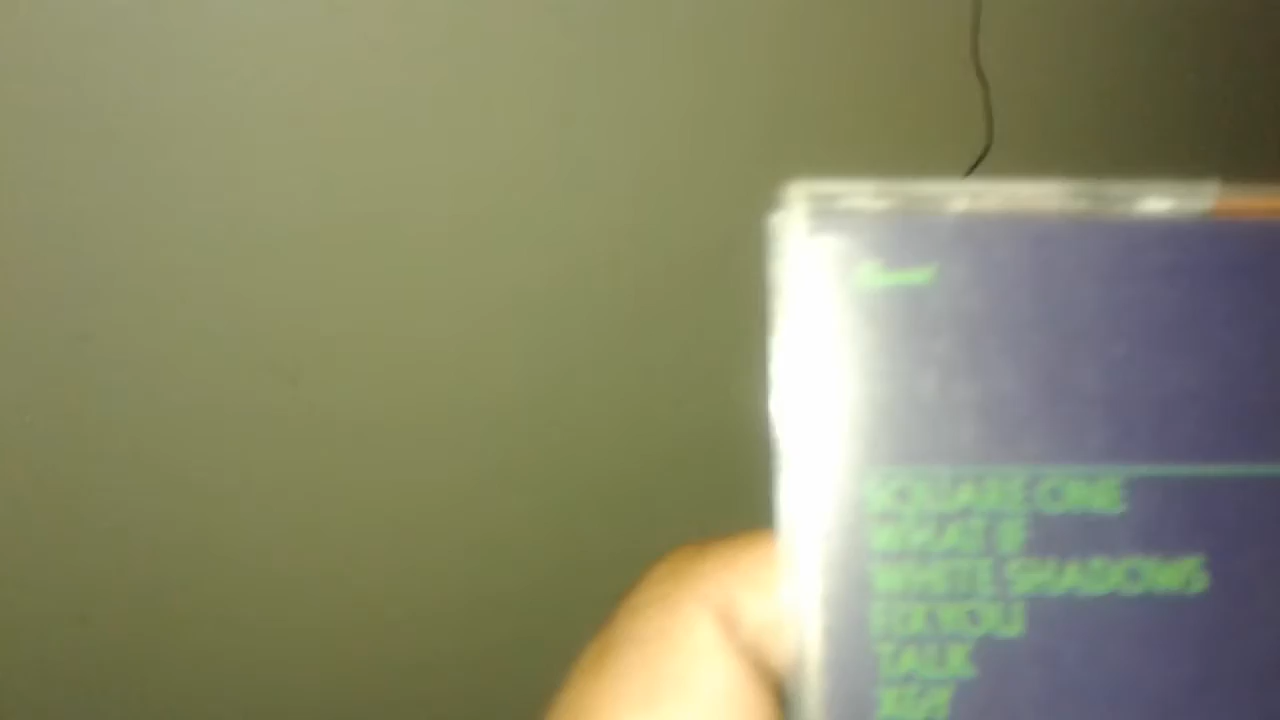 SQUARE ONE
WHAT IF
WHITE SHADOWS
FIX YOU
TALK
X&Y